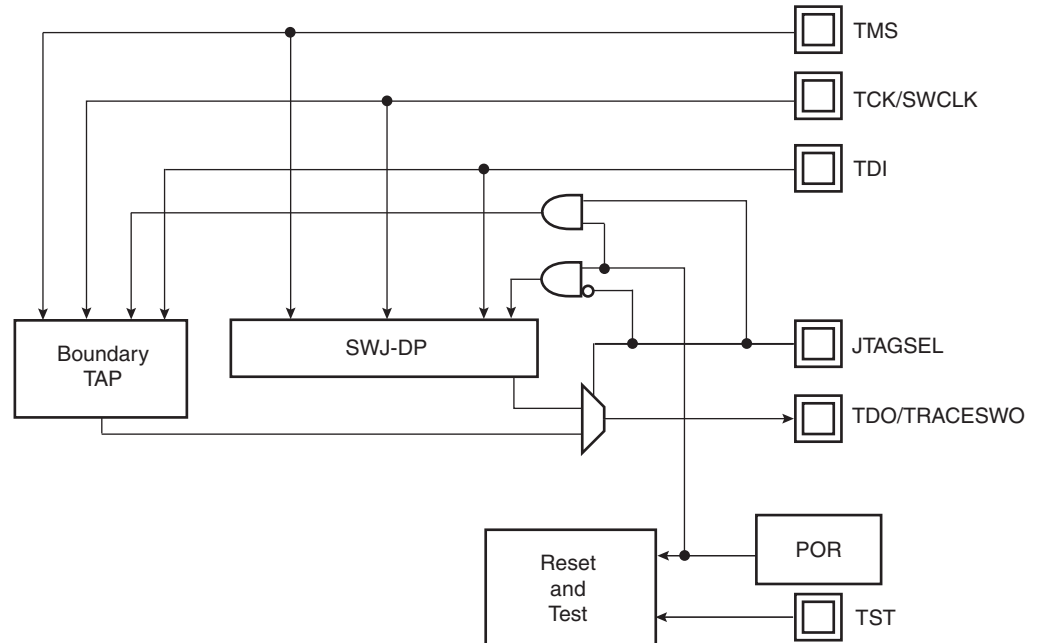 TMS
TCK/SWCLK
TDI
Boundary
TAP
SWJ-DP
JTAGSEL
TDO/TRACESWO
Reset
and
Test
POR
TST